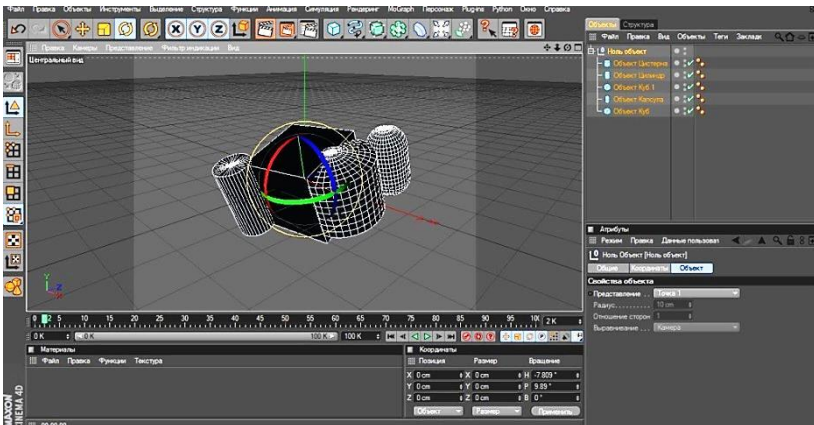 Файл Правка Объекты Инструменты Выделение Структура Функции Анимация Симуляция Рендеринг MoGraph Персонаж Plugins Python Окно Справка
Правка Камеры Представление Фильтр индикации Вид
Центральный вид
Объекты Структура
Файл Правка Вид Объекты Теги Закладк
Ноль объект
Объект Цистерна
Объект Цилиндр
Объект Куб.1
Объект Капсула
Объект Куб
Y
Z
X
Атрибуты
Режим Правка Данные пользоват
Ноль Объект [Ноль объект]
Общие Координаты Объект
Свойства объекта
Представление . . . Точка 1
Радиус. . . . . . . . . . 10 cm
Отношение сторон 1
Выравнивание . . . Камера
0 2 5 10 15 20 25 30 35 40 45 50 55 60 65 70 75 80 85 90 95 10( 2 K
0 K 0 K 100 K 100 K
Материалы
Файл Правка Функции Текстура
Координаты
Позиция Размер Вращение
X 0 cm X 0 cm H -7.809 °
Y 0 cm Y 0 cm P 9.89 °
Z 0 cm Z 0 cm B 0 °
Объект Размер Применить
MAXON
CINEMA 4D